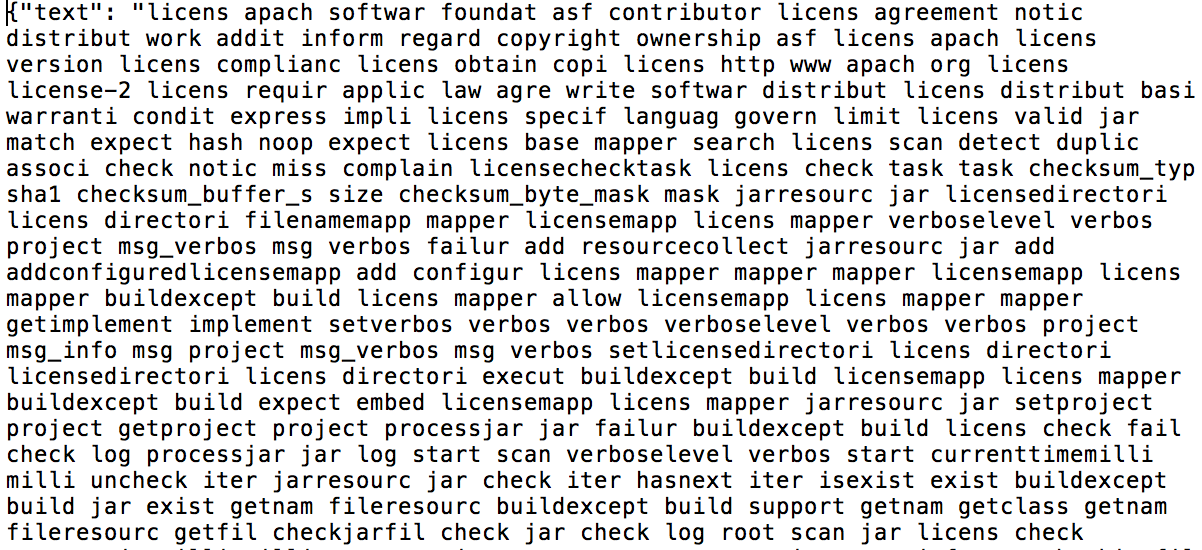 {"text": "licens apach softwar foundat asf contributor licens agreement notic
distribut work addit inform regard copyright ownership asf licens apach licens
version licens complianc licens obtain copi licens http www apach org licens
license-2 licens requir applic law agre write softwar distribut licens distribut basi
warranti condit express impli licens specif languag govern limit licens valid jar
match expect hash noop expect licens base mapper search licens scan detect duplic
associ check notic miss complain licensechecktask licens check task task checksum_typ
sha1 checksum_buffer_s size checksum_byte_mask mask jarresourc jar licensedirectori
licens directori filenamemapp mapper licensemapp licens mapper verboselevel verbos
project msg_verbos msg verbos failur add resourcecollect jarresourc jar add
addconfiguredlicensemapp add configur licens mapper mapper mapper licensemapp licens
mapper buildexcept build licens mapper allow licensemapp licens mapper mapper
getimplement implement setverbos verbos verbos verboselevel verbos verbos project
msg_info msg project msg_verbos msg verbos setlicensedirectori licens directori
licensedirectori licens directori execut buildexcept build licensemapp licens mapper
buildexcept build expect embed licensemapp licens mapper jarresourc jar setproject
project getproject project processjar jar failur buildexcept build licens check fail
check log processjar jar log start scan verboselevel verbos start currenttimemilli
milli uncheck iter jarresourc jar check iter hasnext iter isexist exist buildexcept
build jar exist getnam fileresourc buildexcept build support getnam getclass getnam
fileresourc getfil checkjarfil check jar check log root scan jar licens check